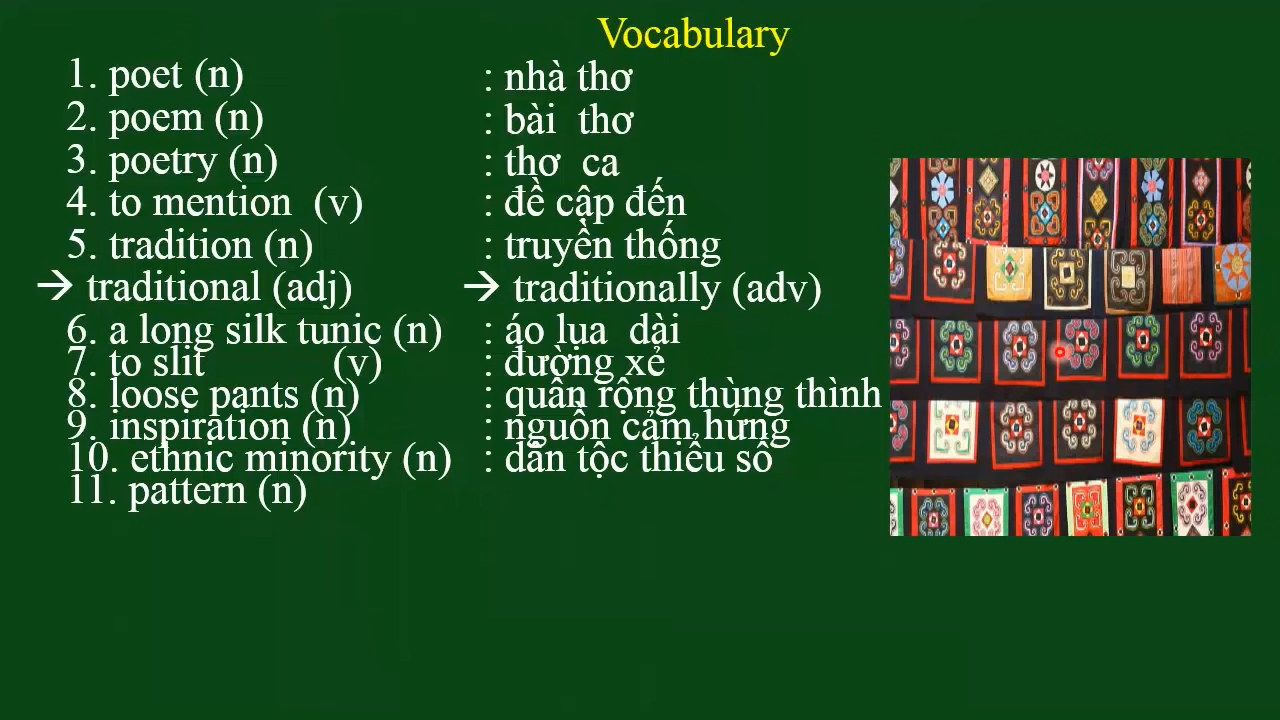 Vocabulary
1. poet (n) : nhà thơ
2. poem (n) : bài thơ
3. poetry (n) : thơ ca
4. to mention (v) : đề cập đến
5. tradition (n) : truyền thống
→ traditional (adj) → traditionally (adv)
6. a long silk tunic (n) : áo lụa dài
7. to slit (v) : đường xẻ
8. loose pants (n) : quần rộng thùng thình
9. inspiration (n) : nguồn cảm hứng
10. ethnic minority (n) : dân tộc thiểu số
11. pattern (n)